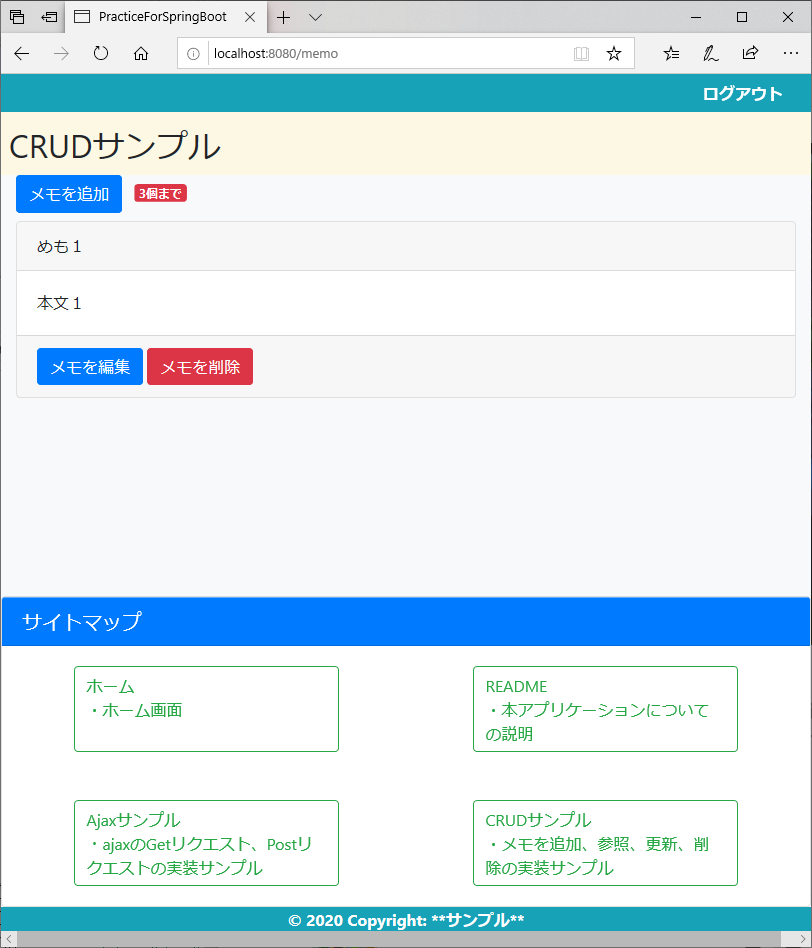 PracticeForSpringBoot
localhost:8080/memo
ログアウト
CRUDサンプル
メモを追加 3個まで
めも１
本文１
メモを編集 メモを削除
サイトマップ
ホーム
・ホーム画面
README
・本アプリケーションについて
の説明
Ajaxサンプル
・ajaxのGetリクエスト、Postリ
クエストの実装サンプル
CRUDサンプル
・メモを追加、参照、更新、削
除の実装サンプル
© 2020 Copyright: **サンプル**